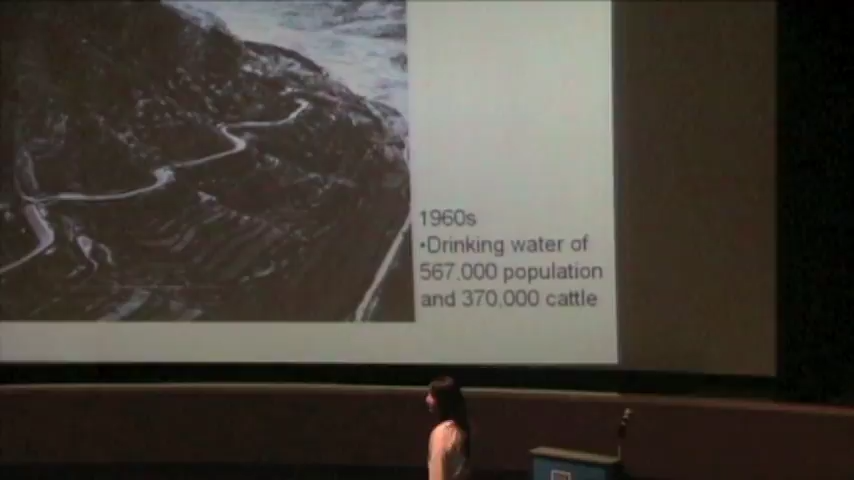 1960s
•Drinking water of
567,000 population
and 370,000 cattle